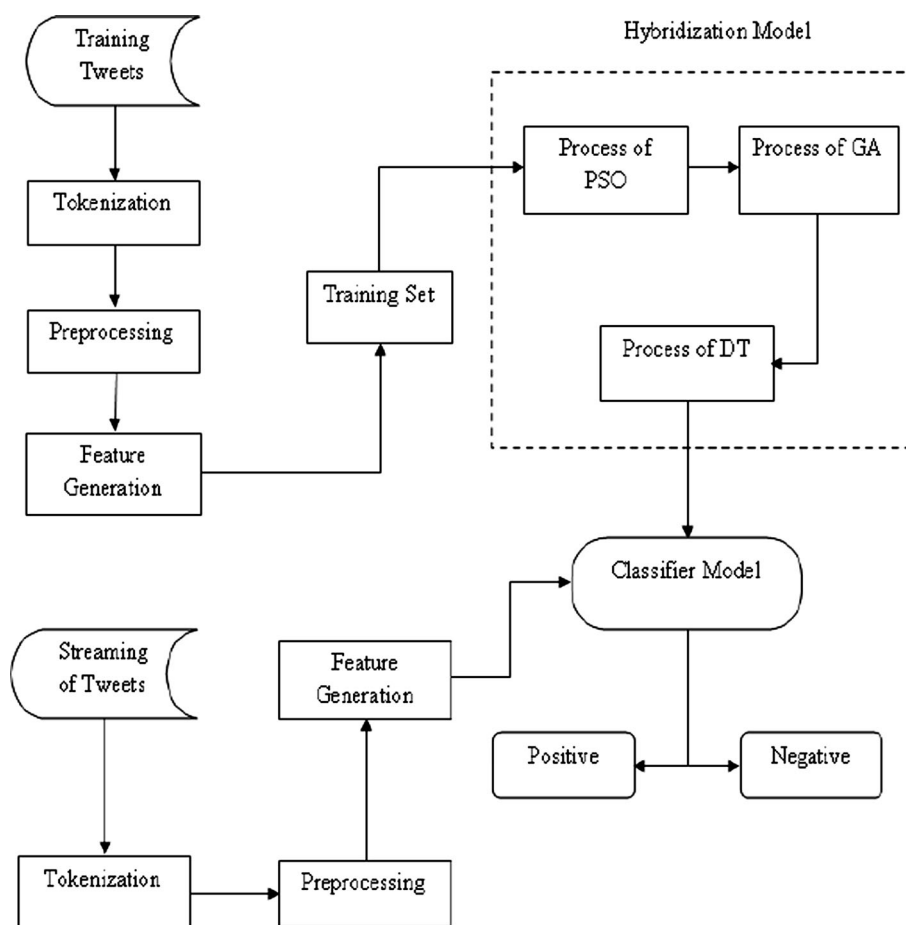 Training
Tweets
Tokenization
Preprocessing
Feature
Generation
Training Set
Hybridization Model
Process of
PSO
Process of GA
Process of DT
Classifier Model
Streaming
of Tweets
Tokenization
Preprocessing
Feature
Generation
Positive
Negative